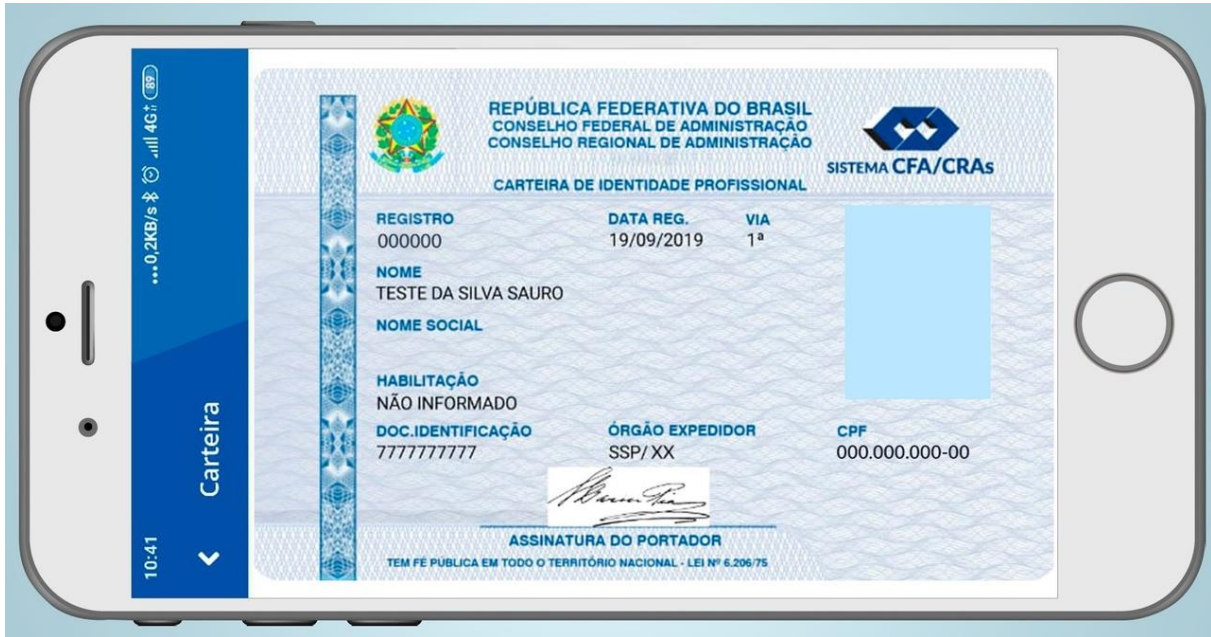 ...0,2KB/s 4G 89
10:41
Carteira
REPÚBLICA FEDERATIVA DO BRASIL
CONSELHO FEDERAL DE ADMINISTRAÇÃO
CONSELHO REGIONAL DE ADMINISTRAÇÃO
CARTEIRA DE IDENTIDADE PROFISSIONAL
SISTEMA CFA/CRAs
REGISTRO DATA REG. VIA
000000 19/09/2019 1ª
NOME
TESTE DA SILVA SAURO
NOME SOCIAL
HABILITAÇÃO
NÃO INFORMADO
DOC.IDENTIFICAÇÃO ÓRGÃO EXPEDIDOR CPF
7777777777 SSP/ XX 000.000.000-00
ASSINATURA DO PORTADOR
TEM FÉ PÚBLICA EM TODO O TERRITÓRIO NACIONAL - LEI Nº 6.206/75